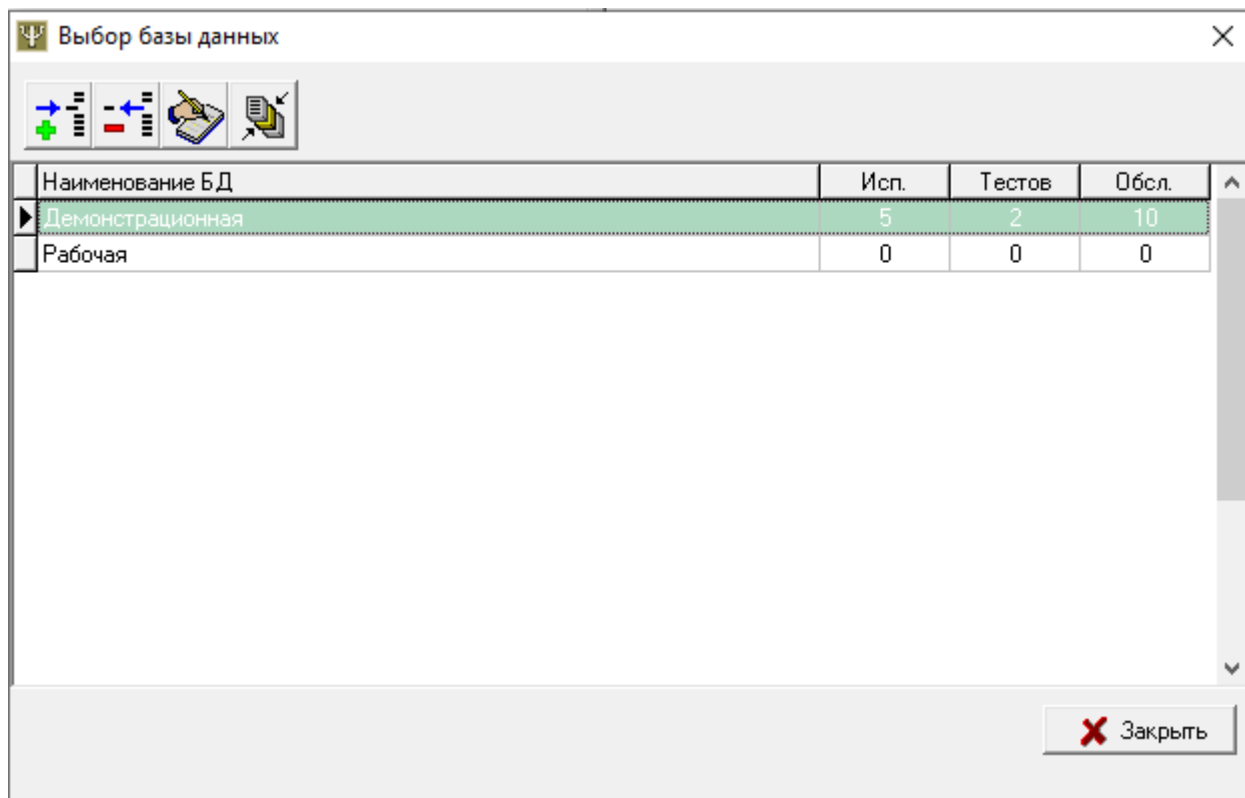 Выбор базы данных
Наименование БД Исп. Тестов Обсл.
Демонстрационная 5 2 10
Рабочая 0 0 0
Закрыть